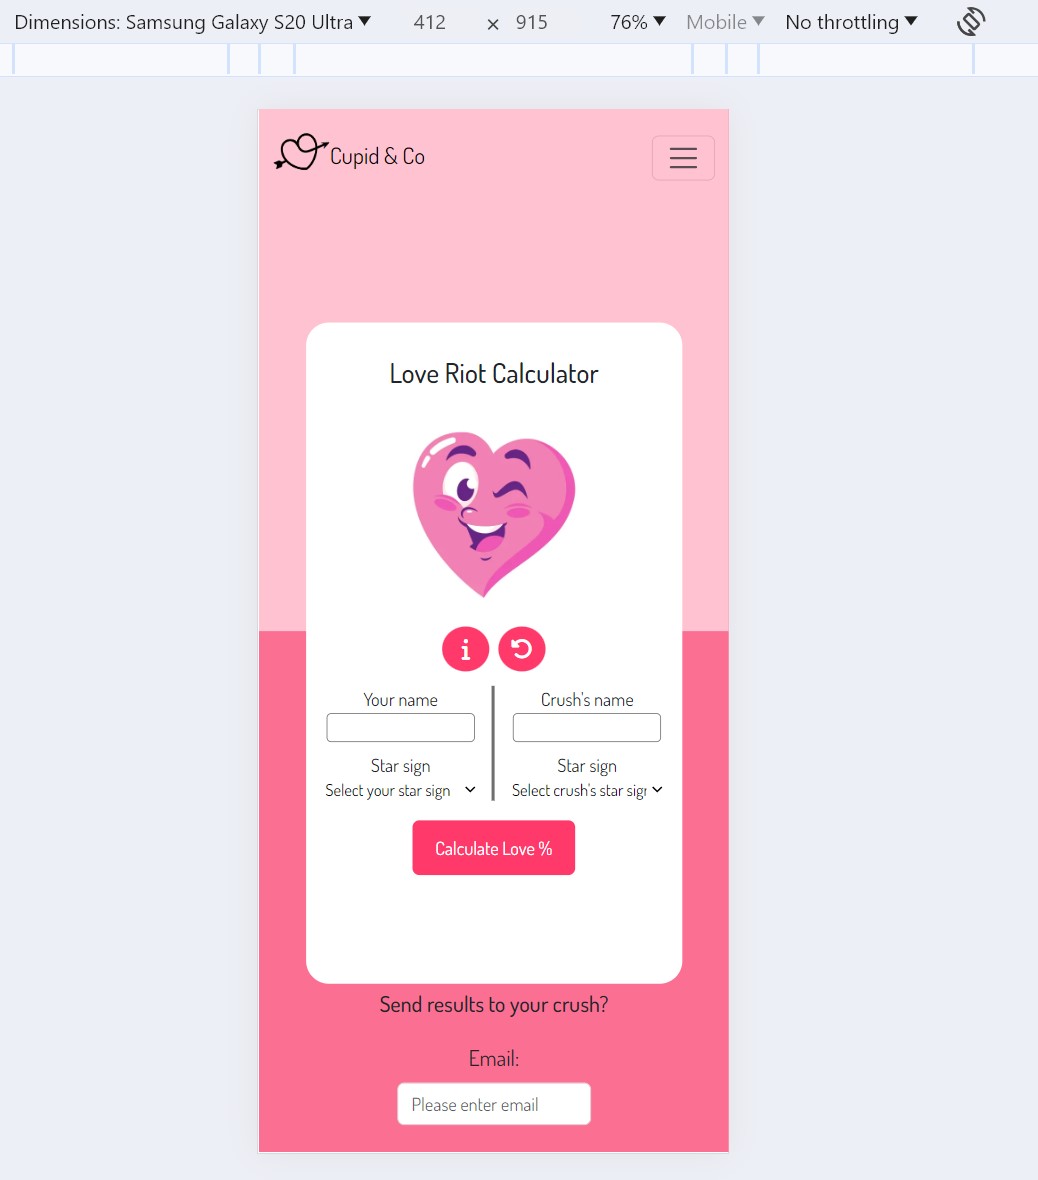 Dimensions: Samsung Galaxy S20 Ultra 412 × 915 76% Mobile No throttling
Cupid & Co
Love Riot Calculator
Your name Crush's name
Star sign Star sign
Select your star sign Select crush's star sign
Calculate Love %
Send results to your crush?
Email:
Please enter email